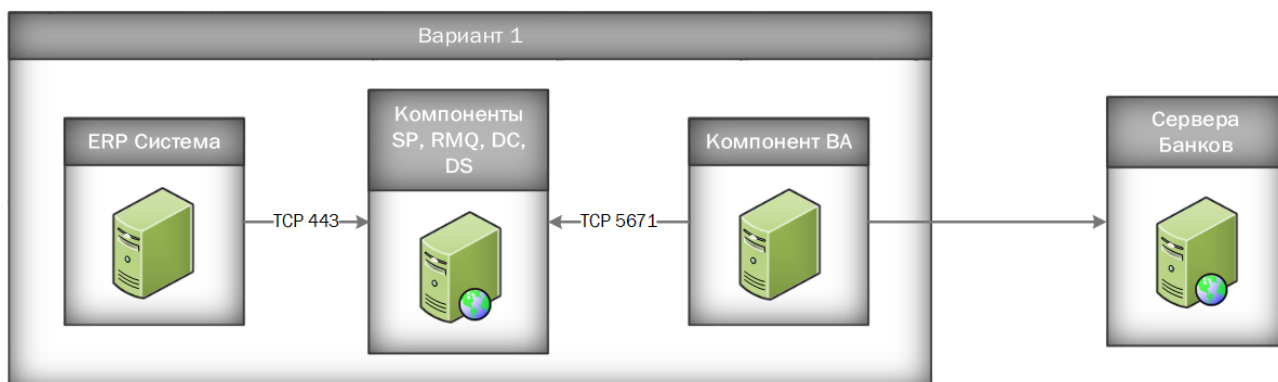 Вариант 1
ERP Система
Компоненты
SP, RMQ, DC,
DS
Компонент BA
Сервера
Банков
TCP 443
TCP 5671